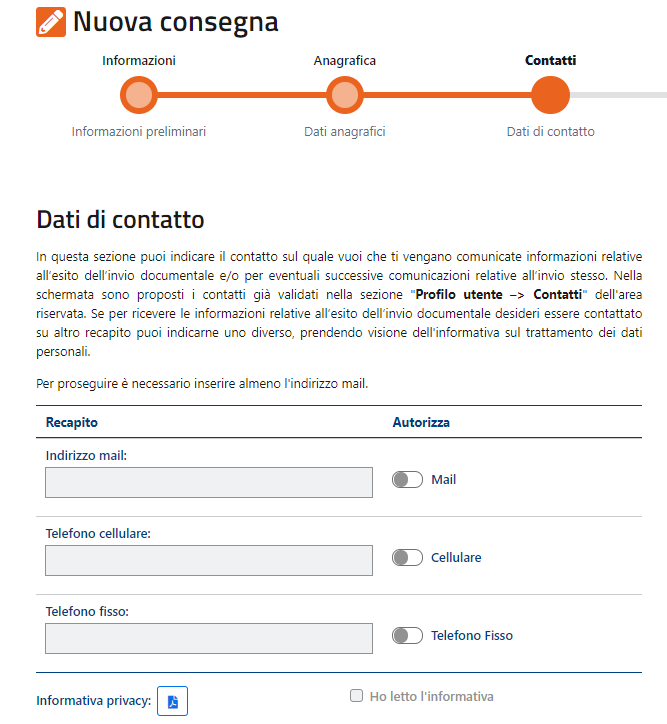 Nuova consegna
Informazioni Anagrafica Contatti
Informazioni preliminari Dati anagrafici Dati di contatto
Dati di contatto
In questa sezione puoi indicare il contatto sul quale vuoi che ti vengano comunicate informazioni relative
all’esito dell’invio documentale e/o per eventuali successive comunicazioni relative all’invio stesso. Nella
schermata sono proposti i contatti già validati nella sezione "Profilo utente –> Contatti" dell'area
riservata. Se per ricevere le informazioni relative all’esito dell’invio documentale desideri essere contattato
su altro recapito puoi indicarne uno diverso, prendendo visione dell'informativa sul trattamento dei dati
personali.
Per proseguire è necessario inserire almeno l'indirizzo mail.
Recapito Autorizza
Indirizzo mail:
Mail
Telefono cellulare:
Cellulare
Telefono fisso:
Telefono Fisso
Informativa privacy: Ho letto l'informativa